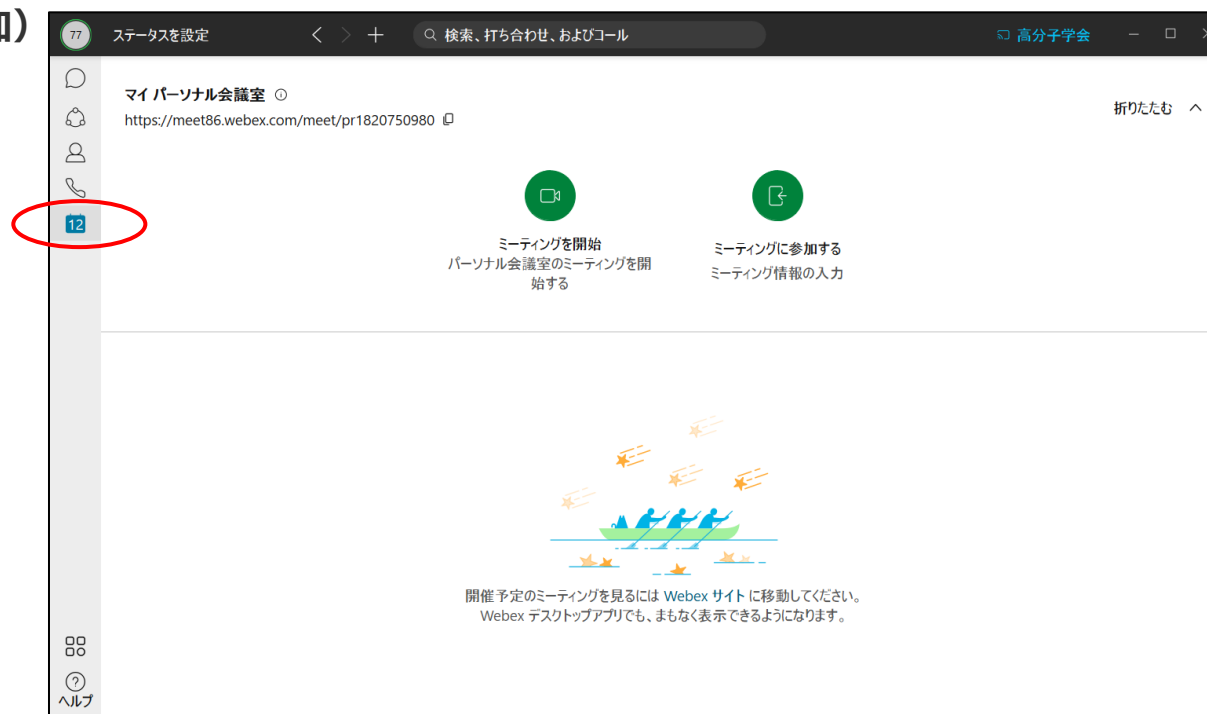 加）
77 ステータスを設定 検索、打ち合わせ、およびコール 高分子学会
マイ パーソナル会議室
https://meet86.webex.com/meet/pr1820750980
折りたたむ
12
ミーティングを開始
パーソナル会議室のミーティングを開
始する
ミーティングに参加する
ミーティング情報の入力
開催予定のミーティングを見るには Webex サイト に移動してください。
Webex デスクトップアプリでも、まもなく表示できるようになります。
ヘルプ